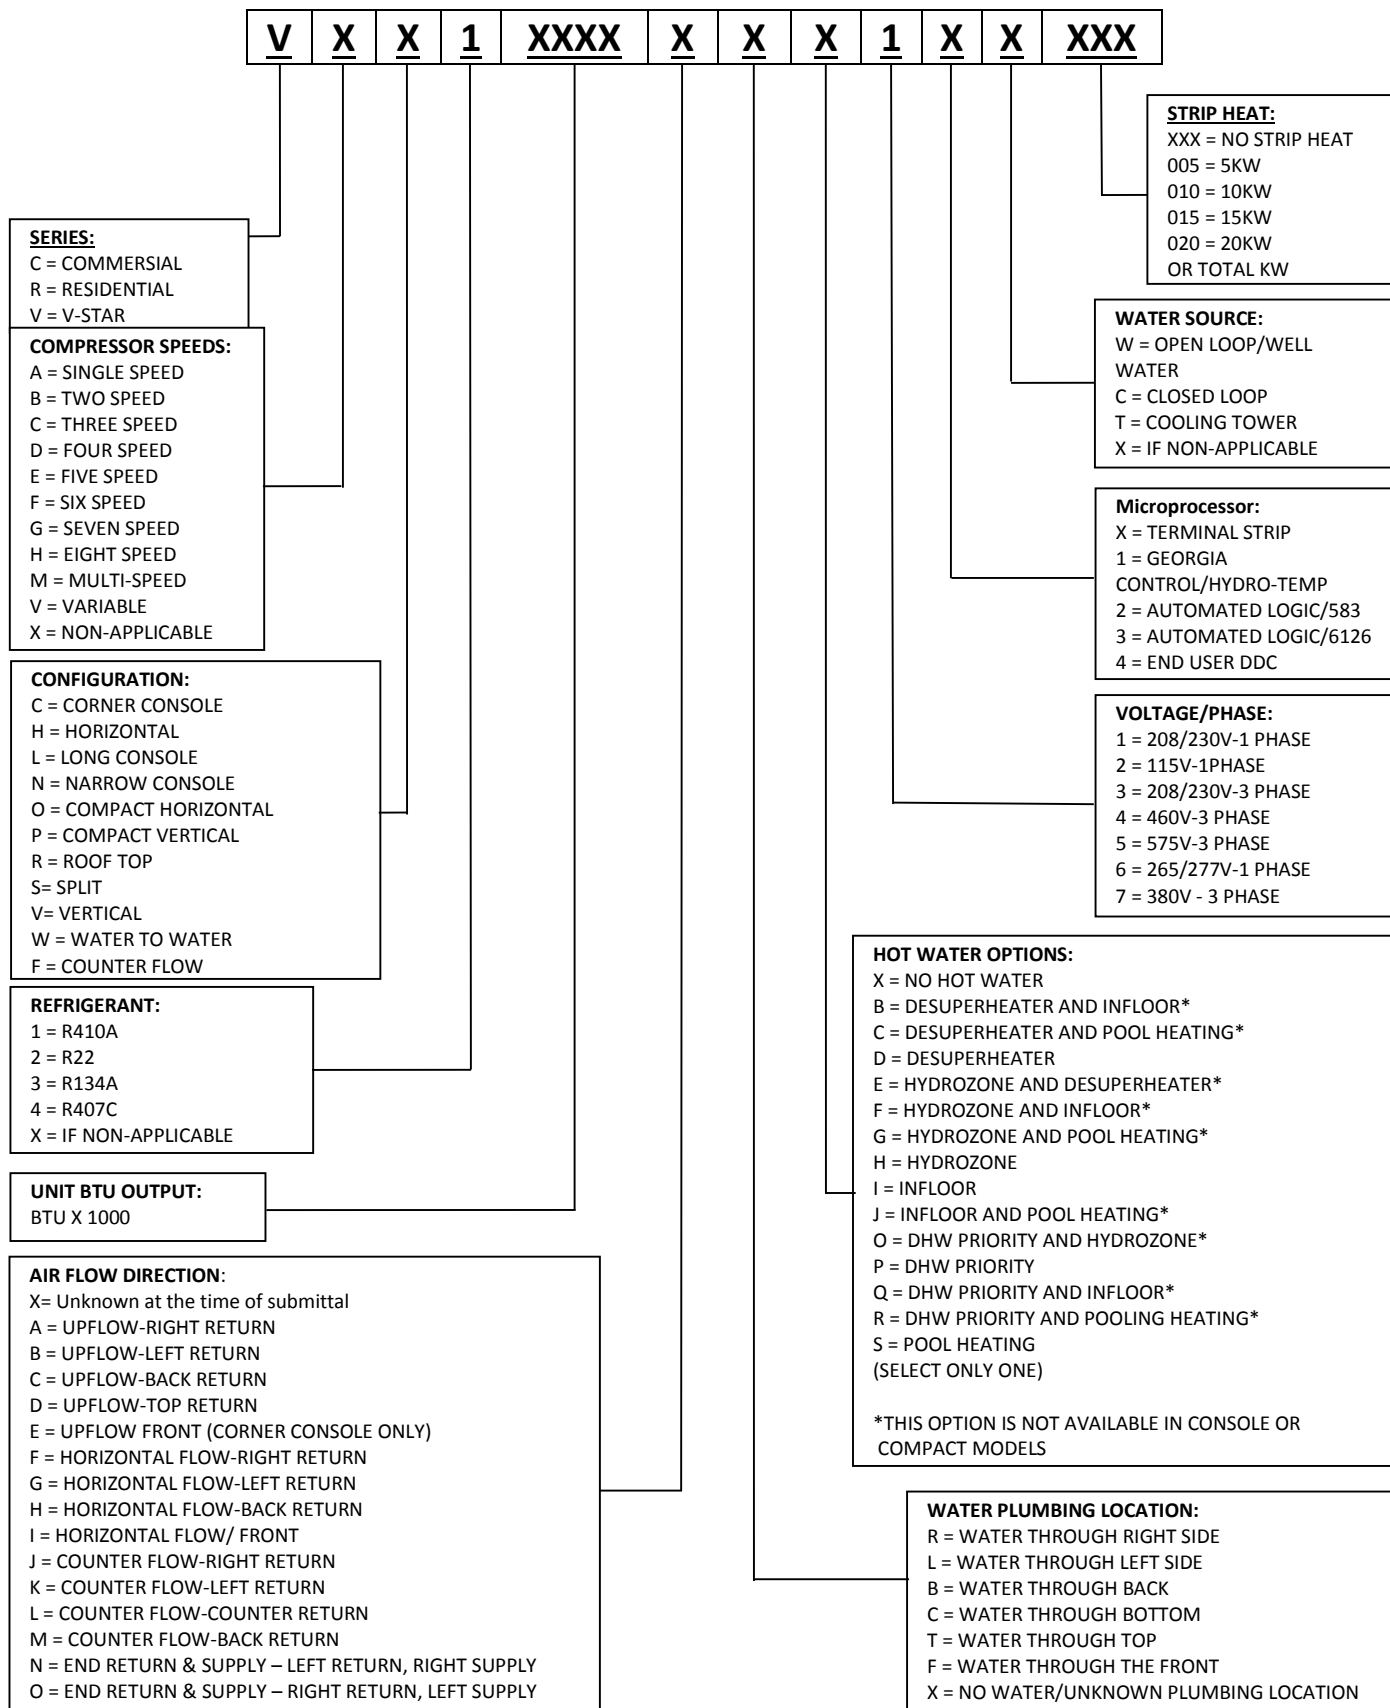 V X X 1 XXXX X X X 1 X X XXX
STRIP HEAT:
XXX = NO STRIP HEAT
005 = 5KW
010 = 10KW
015 = 15KW
020 = 20KW
OR TOTAL KW
SERIES:
C = COMMERSIAL
R = RESIDENTIAL
V = V-STAR
WATER SOURCE:
W = OPEN LOOP/WELL
WATER
C = CLOSED LOOP
T = COOLING TOWER
X = IF NON-APPLICABLE
COMPRESSOR SPEEDS:
A = SINGLE SPEED
B = TWO SPEED
C = THREE SPEED
D = FOUR SPEED
E = FIVE SPEED
F = SIX SPEED
G = SEVEN SPEED
H = EIGHT SPEED
M = MULTI-SPEED
V = VARIABLE
X = NON-APPLICABLE
Microprocessor:
X = TERMINAL STRIP
1 = GEORGIA
CONTROL/HYDRO-TEMP
2 = AUTOMATED LOGIC/583
3 = AUTOMATED LOGIC/6126
4 = END USER DDC
CONFIGURATION:
C = CORNER CONSOLE
H = HORIZONTAL
L = LONG CONSOLE
N = NARROW CONSOLE
O = COMPACT HORIZONTAL
P = COMPACT VERTICAL
R = ROOF TOP
S= SPLIT
V= VERTICAL
W = WATER TO WATER
F = COUNTER FLOW
VOLTAGE/PHASE:
1 = 208/230V-1 PHASE
2 = 115V-1PHASE
3 = 208/230V-3 PHASE
4 = 460V-3 PHASE
5 = 575V-3 PHASE
6 = 265/277V-1 PHASE
7 = 380V - 3 PHASE
REFRIGERANT:
1 = R410A
2 = R22
3 = R134A
4 = R407C
X = IF NON-APPLICABLE
HOT WATER OPTIONS:
X = NO HOT WATER
B = DESUPERHEATER AND INFLOOR*
C = DESUPERHEATER AND POOL HEATING*
D = DESUPERHEATER
E = HYDROZONE AND DESUPERHEATER*
F = HYDROZONE AND INFLOOR*
G = HYDROZONE AND POOL HEATING*
H = HYDROZONE
I = INFLOOR
J = INFLOOR AND POOL HEATING*
O = DHW PRIORITY AND HYDROZONE*
P = DHW PRIORITY
Q = DHW PRIORITY AND INFLOOR*
R = DHW PRIORITY AND POOLING HEATING*
S = POOL HEATING
(SELECT ONLY ONE)
*THIS OPTION IS NOT AVAILABLE IN CONSOLE OR
COMPACT MODELS
UNIT BTU OUTPUT:
BTU X 1000
AIR FLOW DIRECTION:
X= Unknown at the time of submittal
A = UPFLOW-RIGHT RETURN
B = UPFLOW-LEFT RETURN
C = UPFLOW-BACK RETURN
D = UPFLOW-TOP RETURN
E = UPFLOW FRONT (CORNER CONSOLE ONLY)
F = HORIZONTAL FLOW-RIGHT RETURN
G = HORIZONTAL FLOW-LEFT RETURN
H = HORIZONTAL FLOW-BACK RETURN
I = HORIZONTAL FLOW/ FRONT
J = COUNTER FLOW-RIGHT RETURN
K = COUNTER FLOW-LEFT RETURN
L = COUNTER FLOW-COUNTER RETURN
M = COUNTER FLOW-BACK RETURN
N = END RETURN & SUPPLY – LEFT RETURN, RIGHT SUPPLY
O = END RETURN & SUPPLY – RIGHT RETURN, LEFT SUPPLY
WATER PLUMBING LOCATION:
R = WATER THROUGH RIGHT SIDE
L = WATER THROUGH LEFT SIDE
B = WATER THROUGH BACK
C = WATER THROUGH BOTTOM
T = WATER THROUGH TOP
F = WATER THROUGH THE FRONT
X = NO WATER/UNKNOWN PLUMBING LOCATION